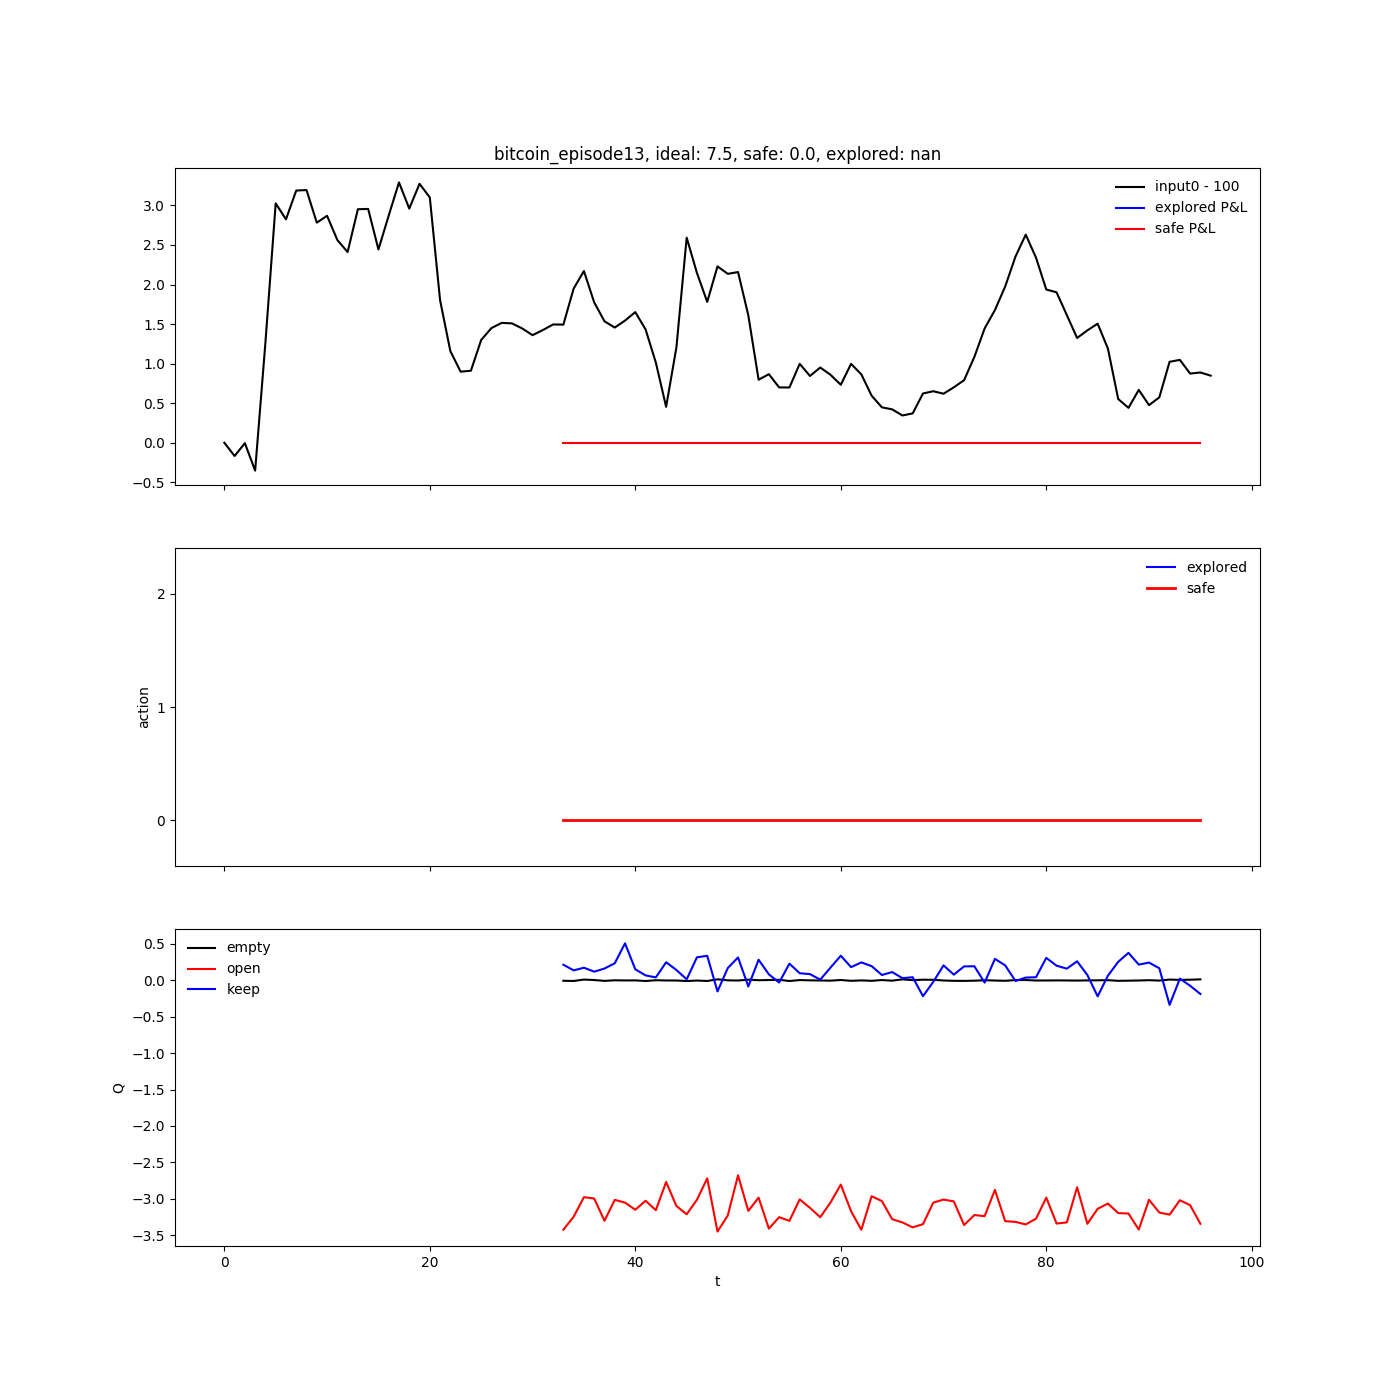 bitcoin_episode13, ideal: 7.5, safe: 0.0, explored: nan
3.0
2.5
2.0
1.5
1.0
0.5
0.0
−0.5
input0 - 100
explored P&L
safe P&L
2
1
0
action
explored
safe
0.5
0.0
−0.5
−1.0
−1.5
−2.0
−2.5
−3.0
−3.5
Q
empty
open
keep
0 20 40 60 80 100
t